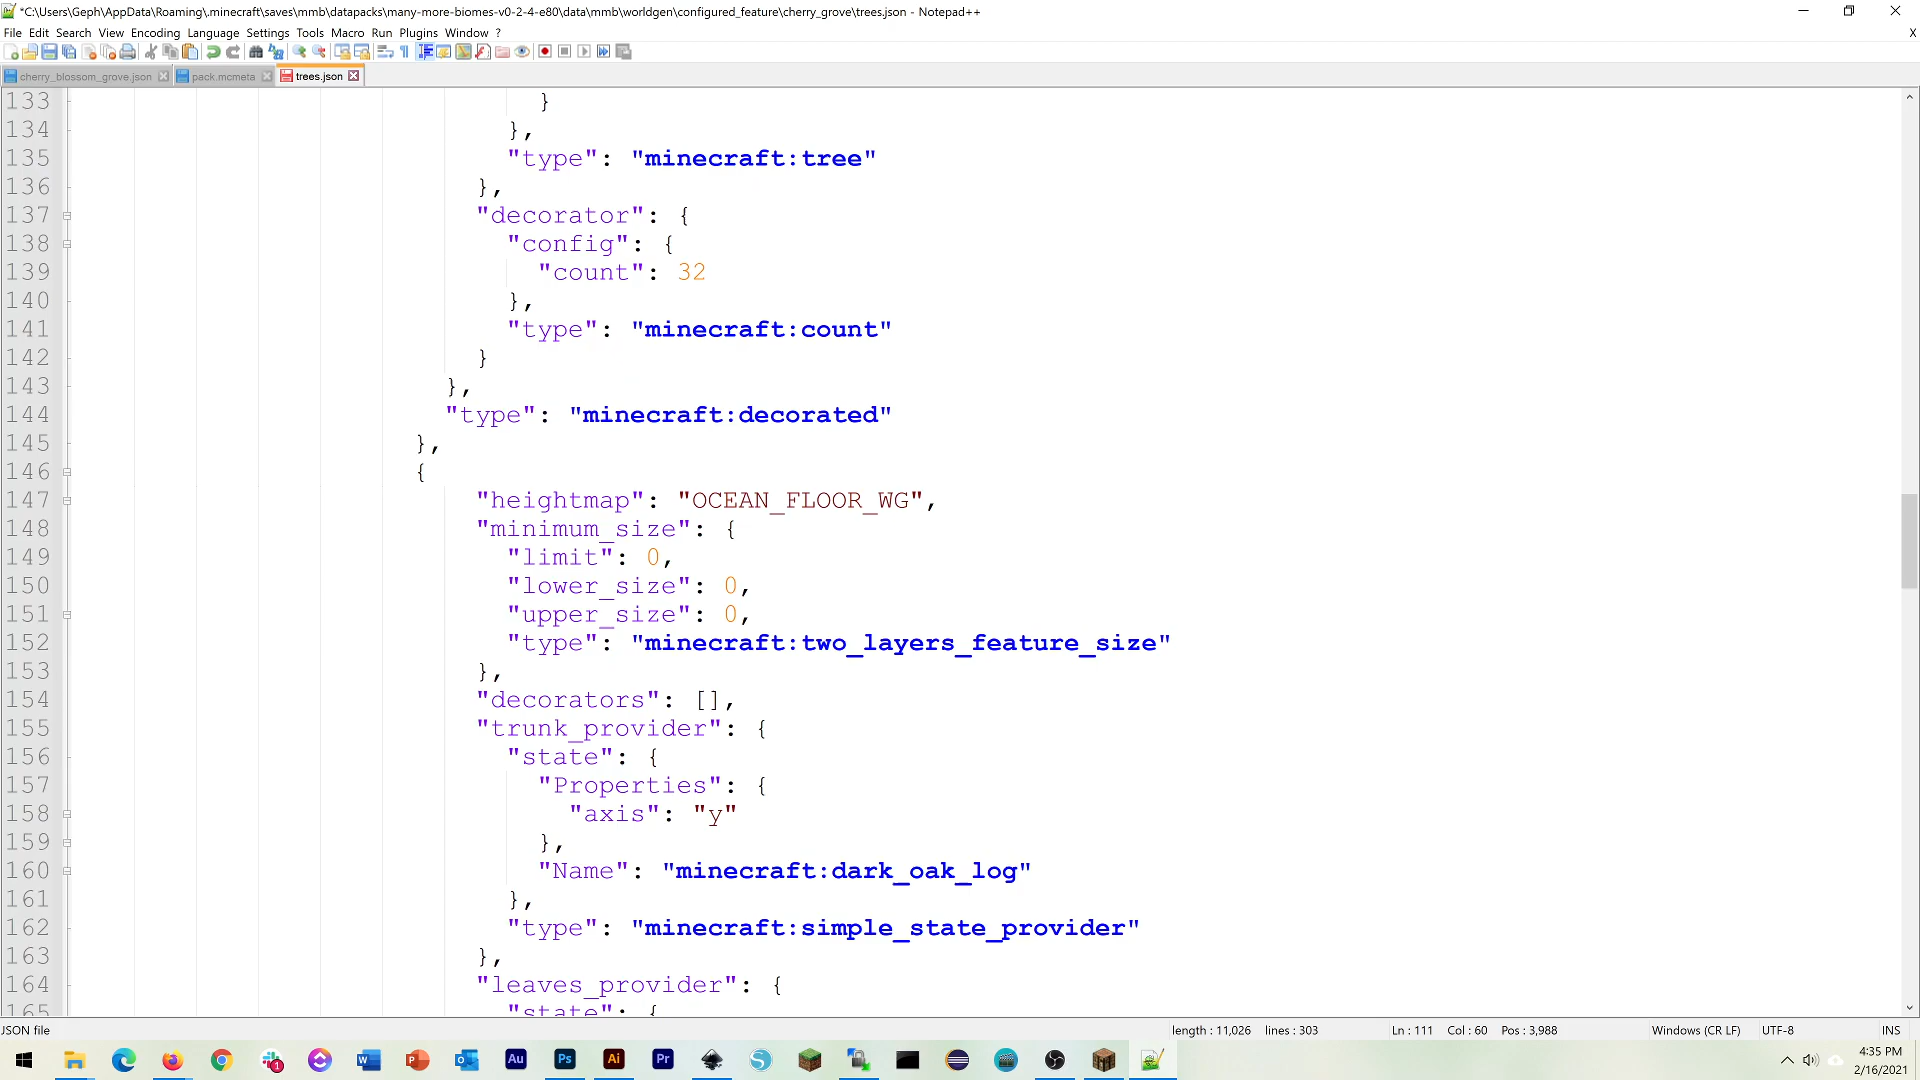 *C:\Users\Geph\AppData\Roaming\.minecraft\saves\mmb\datapacks\many-more-biomes-v0-2-4-e80\data\mmb\worldgen\configured_feature\cherry_grove\trees.json - Notepad++
File Edit Search View Encoding Language Settings Tools Macro Run Plugins Window ? X
cherry_blossom_grove.json pack.mcmeta trees.json
133 }
134 },
135 "type": "minecraft:tree"
136 },
137 "decorator": {
138 "config": {
139 "count": 32
140 },
141 "type": "minecraft:count"
142 }
143 },
144 "type": "minecraft:decorated"
145 },
146 {
147 "heightmap": "OCEAN_FLOOR_WG",
148 "minimum_size": {
149 "limit": 0,
150 "lower_size": 0,
151 "upper_size": 0,
152 "type": "minecraft:two_layers_feature_size"
153 },
154 "decorators": [],
155 "trunk_provider": {
156 "state": {
157 "Properties": {
158 "axis": "y"
159 },
160 "Name": "minecraft:dark_oak_log"
161 },
162 "type": "minecraft:simple_state_provider"
163 },
164 "leaves_provider": {
165 "state": {
JSON file length : 11,026 lines : 303 Ln : 111 Col : 60 Pos : 3,988 Windows (CR LF) UTF-8 INS
4:35 PM
2/16/2021